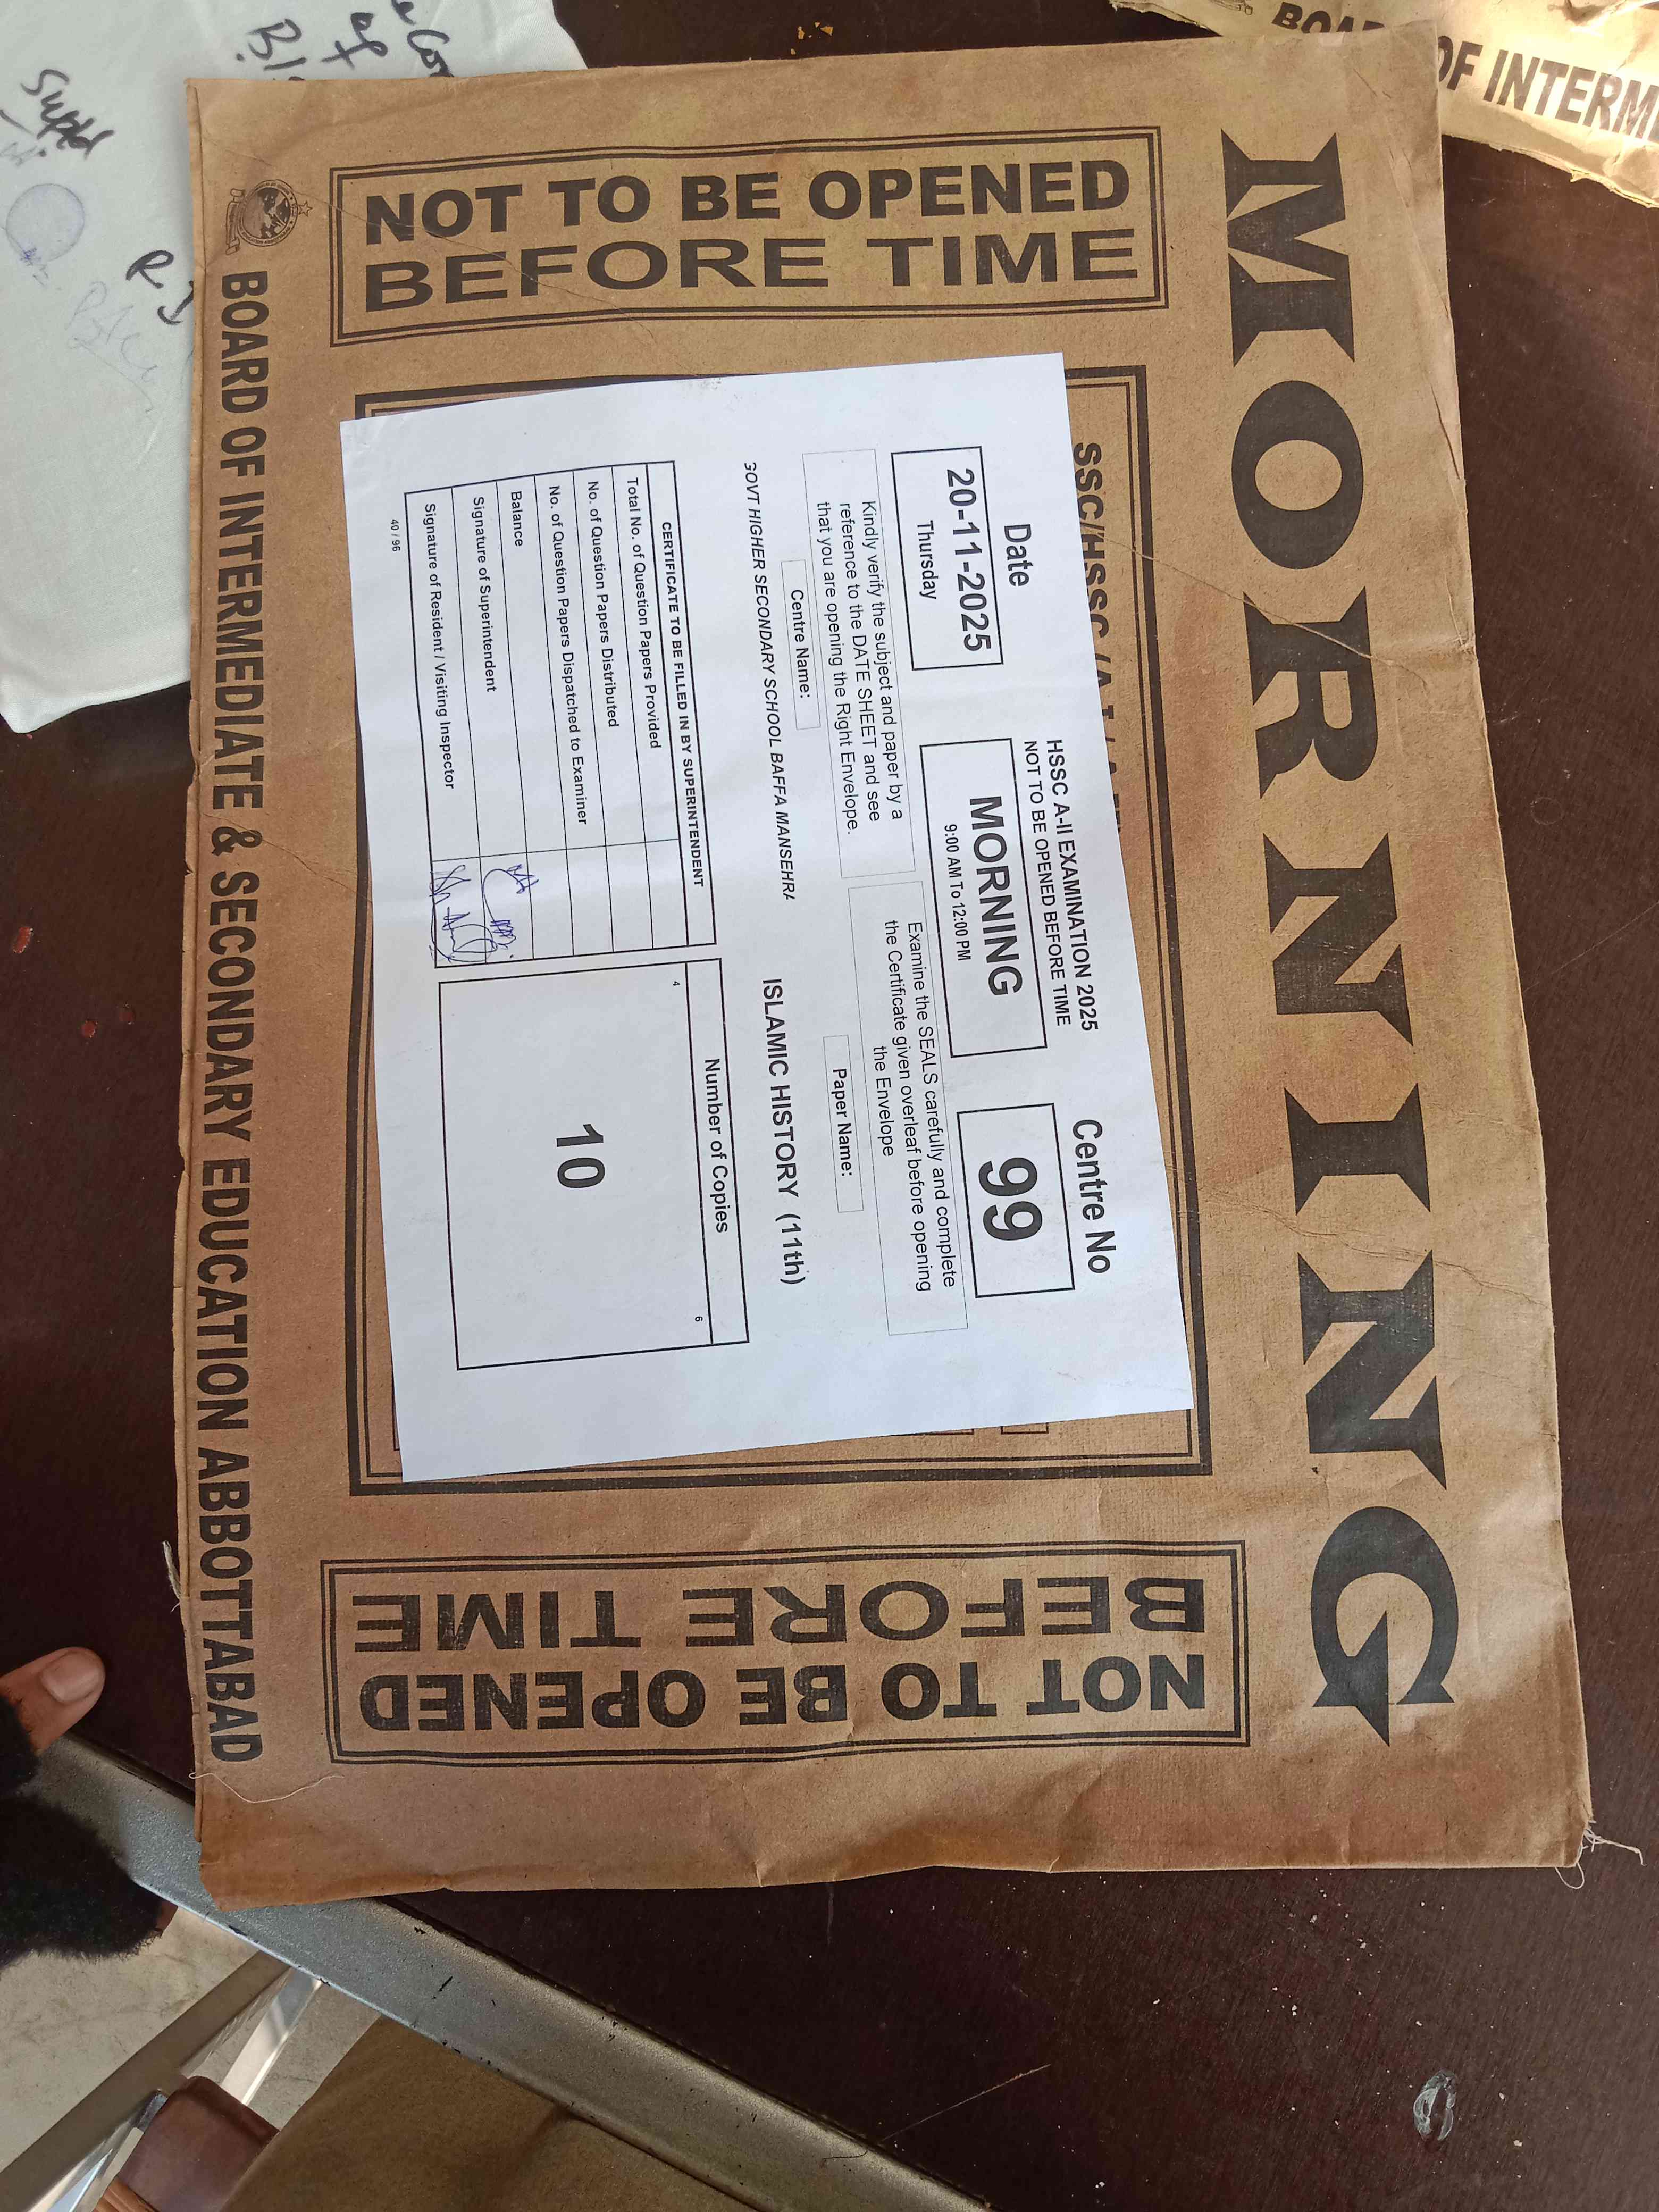 MORNING
NOT TO BE OPENED
BEFORE TIME
SSC/HSSC
Date
20-11-2025
Thursday
HSSC A-II EXAMINATION 2025
NOT TO BE OPENED BEFORE TIME
MORNING
9:00 AM To 12:00 PM
Centre No
99
Kindly verify the subject and paper by a
reference to the DATE SHEET and see
that you are opening the Right Envelope.
Examine the SEALS carefully and complete
the Certificate given overleaf before opening
the Envelope
Centre Name:
GOVT HIGHER SECONDARY SCHOOL BAFFA MANSEHRA
Paper Name:
ISLAMIC HISTORY (11th)
CERTIFICATE TO BE FILLED IN BY SUPERINTENDENT
Total No. of Question Papers Provided
No. of Question Papers Distributed
No. of Question Papers Dispatched to Examiner
Balance
Signature of Superintendent
Signature of Resident / Visiting Inspector
Number of Copies
4
6
10
40 / 96
NOT TO BE OPENED
BEFORE TIME
BOARD OF INTERMEDIATE & SECONDARY EDUCATION ABBOTTABAD
OF INTERM
Suptd
R.I